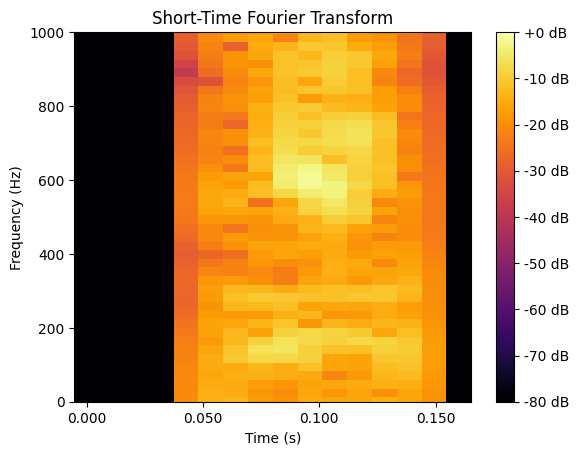 Short-Time Fourier Transform
1000
800
600
400
200
0
Frequency (Hz)
0.000
0.050
0.100
0.150
Time (s)
+0 dB
-10 dB
-20 dB
-30 dB
-40 dB
-50 dB
-60 dB
-70 dB
-80 dB